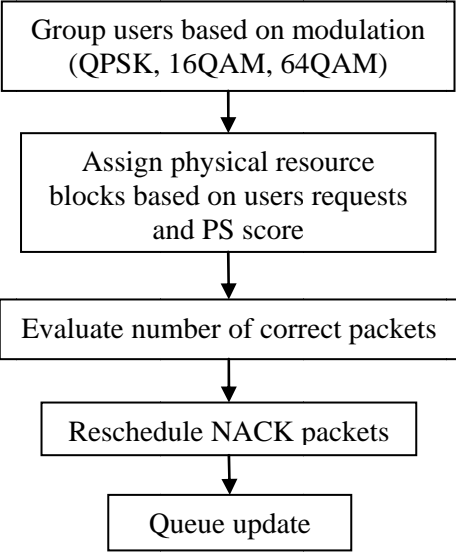 Group users based on modulation
(QPSK, 16QAM, 64QAM)
Assign physical resource
blocks based on users requests
and PS score
Evaluate number of correct packets
Reschedule NACK packets
Queue update